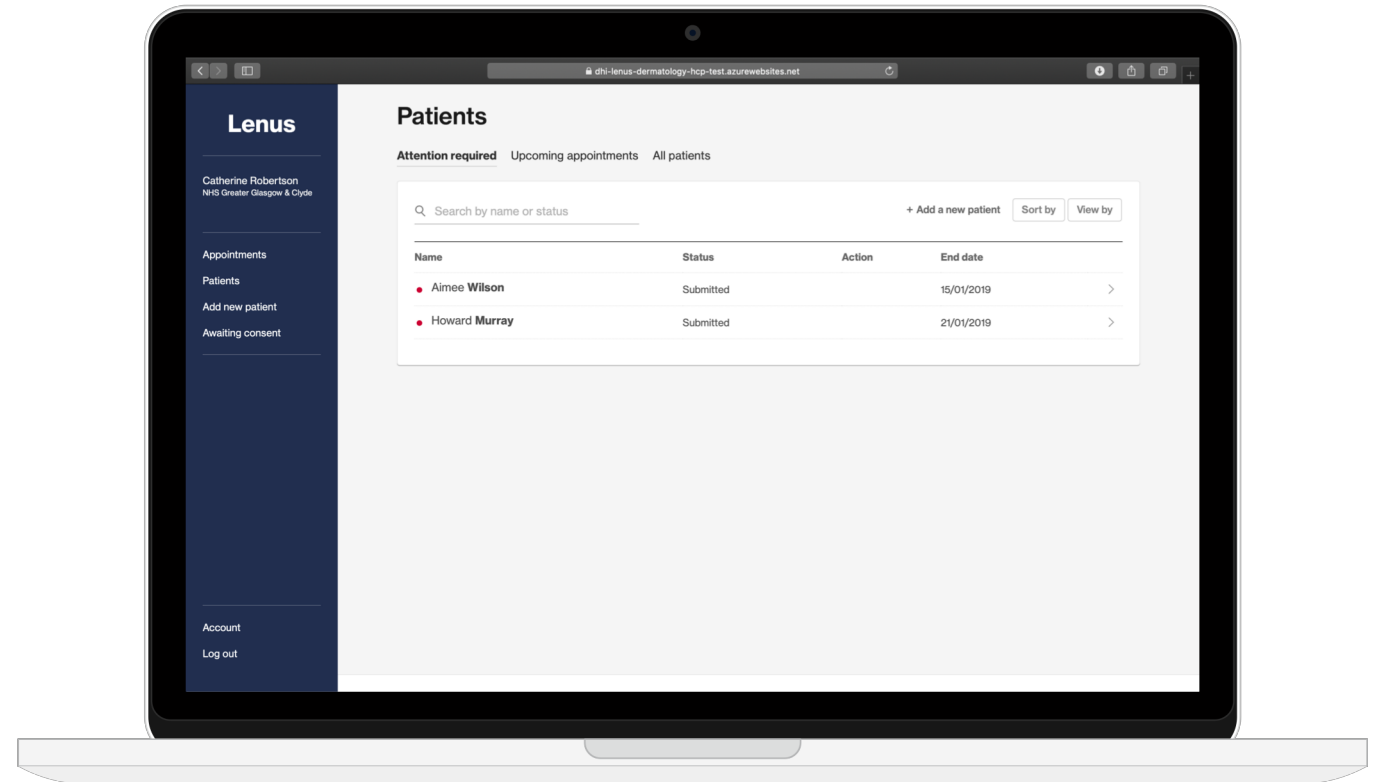 dhi-lenus-dermatology-hcp-test.azurewebsites.net
Lenus
Catherine Robertson
NHS Greater Glasgow & Clyde
Appointments
Patients
Add new patient
Awaiting consent
Account
Log out
Patients
Attention required Upcoming appointments All patients
Search by name or status + Add a new patient Sort by View by
Name Status Action End date
Aimee Wilson Submitted 15/01/2019
Howard Murray Submitted 21/01/2019